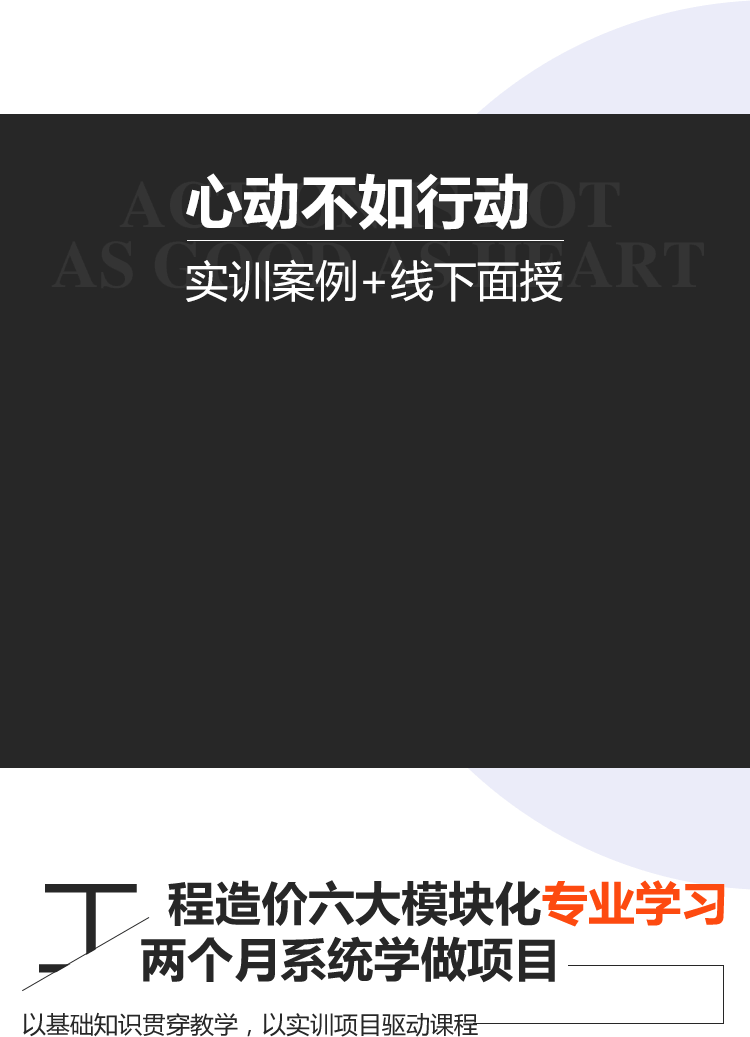 ACTION IS NOT
AS GOOD AS HEART
心动不如行动
实训案例+线下面授
工程造价六大模块化专业学习
两个月系统学做项目
以基础知识贯穿教学，以实训项目驱动课程